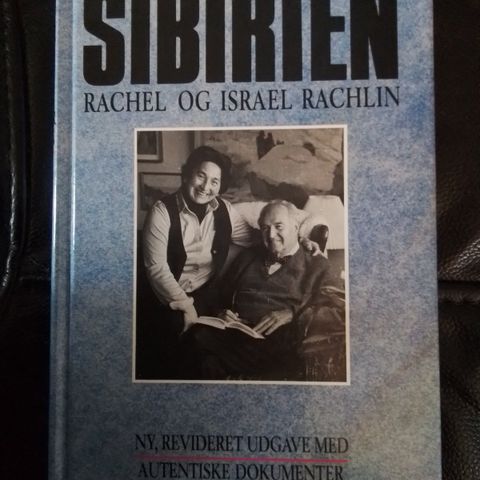 SIBIRIEN
RACHEL OG ISRAEL RACHLIN
NY, REVIDERET UDGAVE MED
AUTENTISKE DOKUMENTER